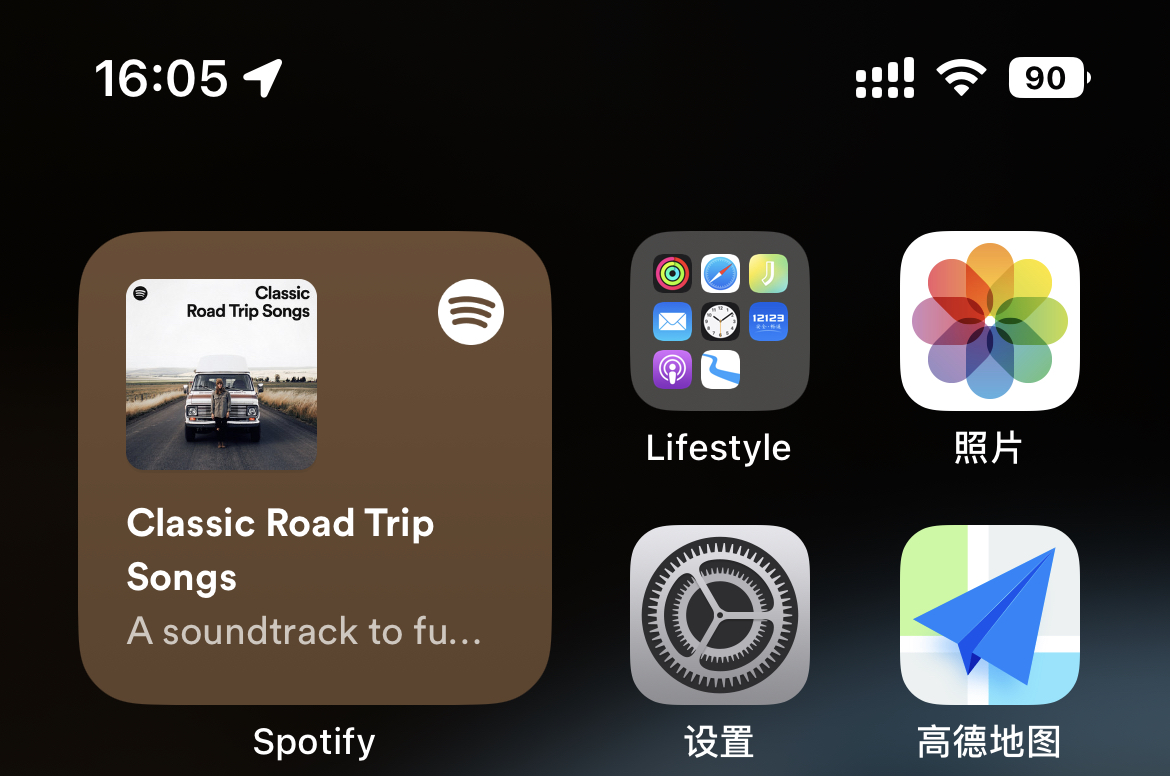 16:05
90
Classic
Road Trip Songs
Classic Road Trip
Songs
A soundtrack to fu...
Spotify
12123
Lifestyle
照片
设置
高德地图